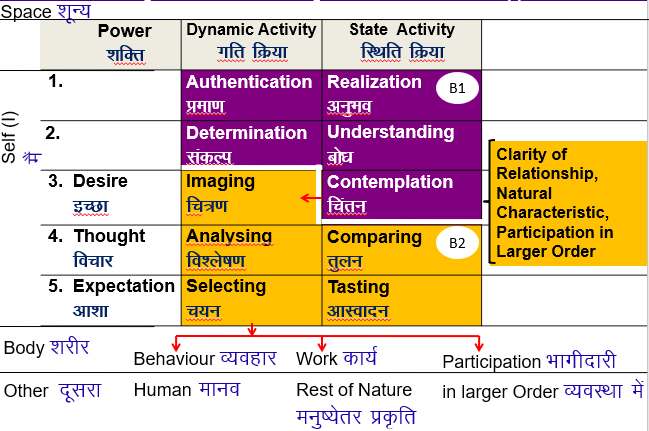 Space शून्य
Power Dynamic Activity State Activity
शक्ति गति क्रिया स्थिति क्रिया
1. Authentication Realization B1
प्रमाण अनुभव
2. Determination Understanding
संकल्प बोध
Self (I)
मैं
3. Desire Imaging Contemplation
इच्छा चित्रण चिंतन
Clarity of
Relationship,
Natural
Characteristic,
Participation in
Larger Order
4. Thought Analysing Comparing B2
विचार विश्लेषण तुलन
5. Expectation Selecting Tasting
आशा चयन आस्वादन
Body शरीर Behaviour व्यवहार Work कार्य Participation भागीदारी
Other दूसरा Human मानव Rest of Nature in larger Order व्यवस्था में
मनुष्येतर प्रकृति